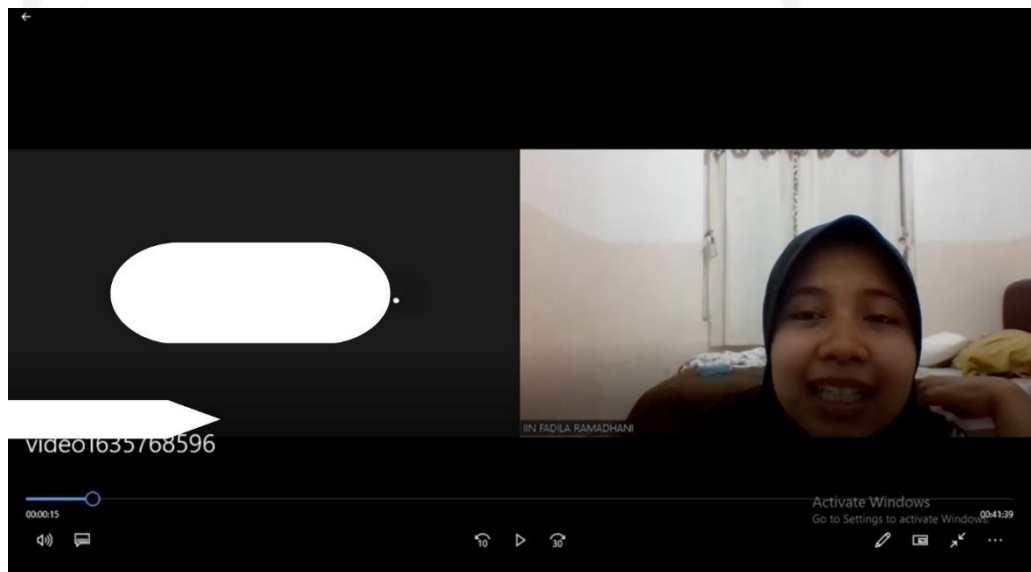 IIN FADILA RAMADHANI
video1635768596
00:00:15
00:41:39
Activate Windows
Go to Settings to activate Windows.
10
30